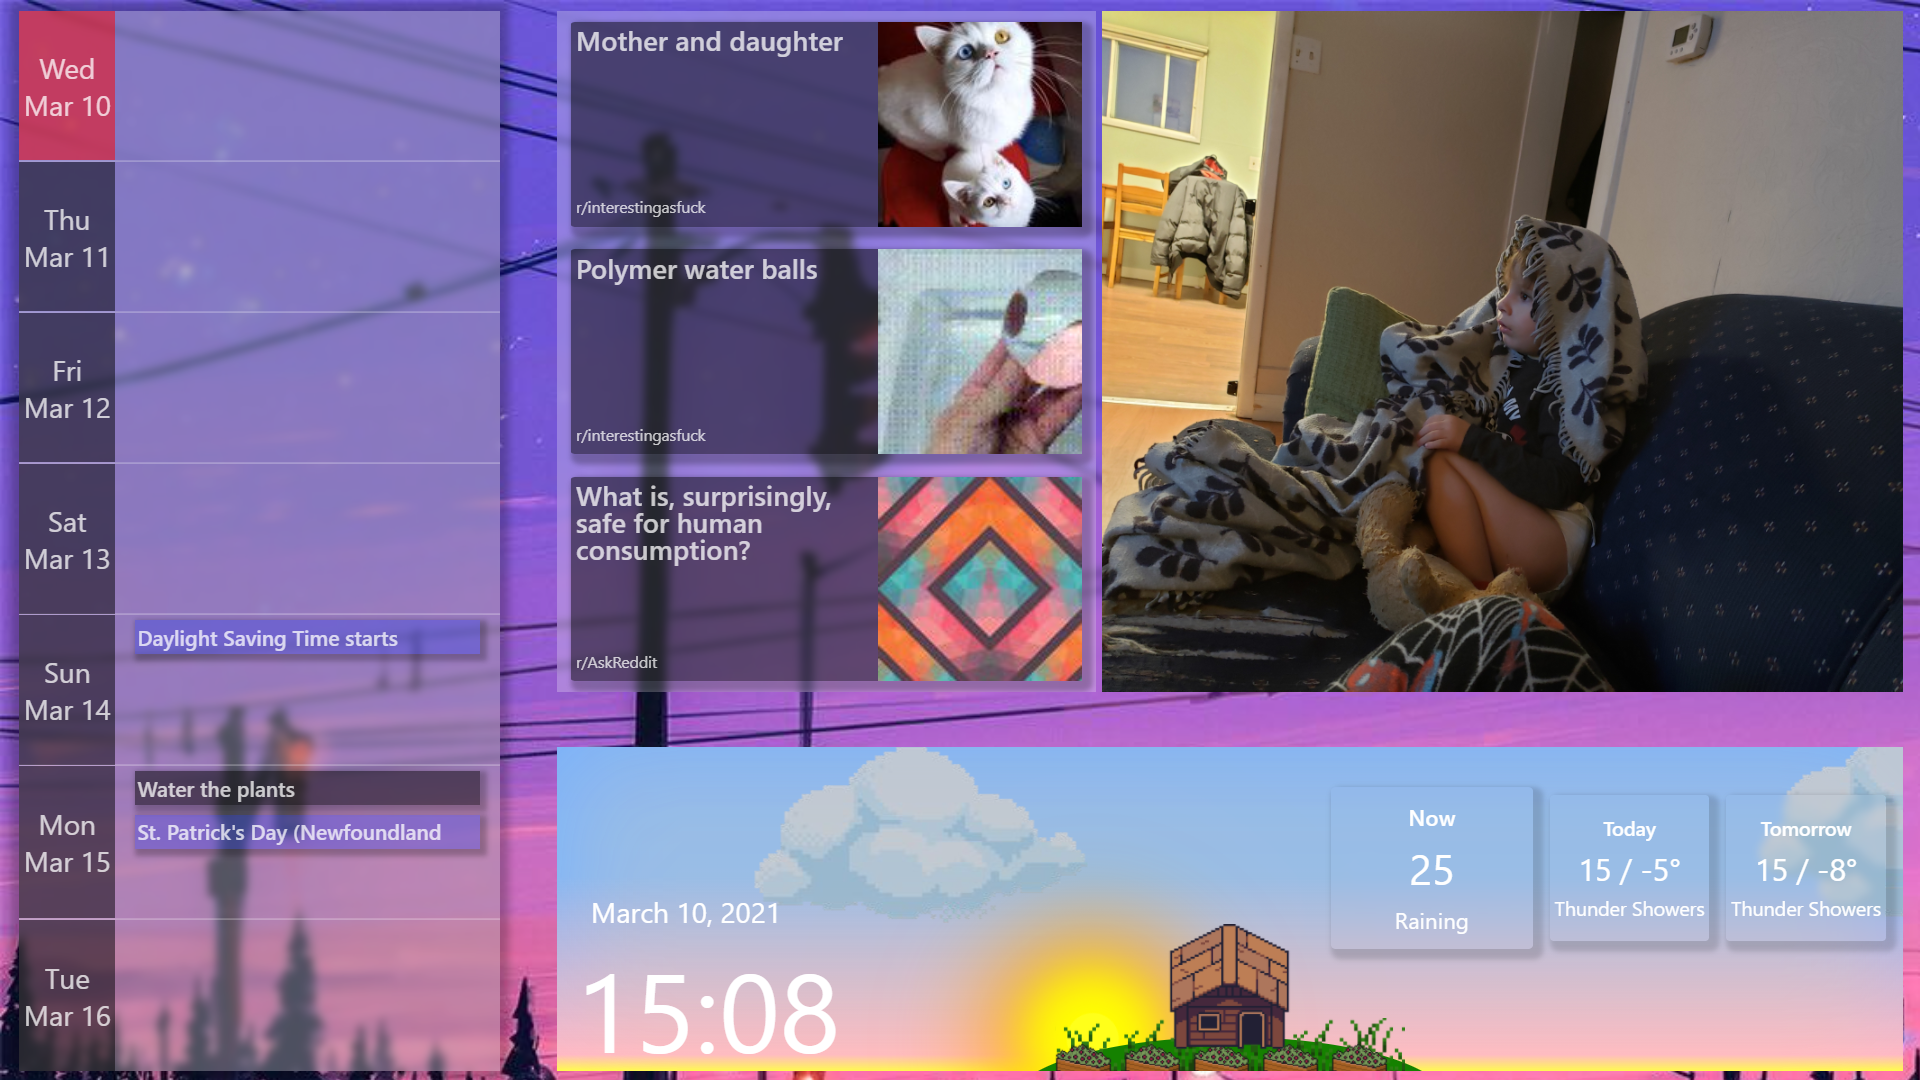 Wed
Mar 10
Thu
Mar 11
Fri
Mar 12
Sat
Mar 13
Sun
Mar 14
Daylight Saving Time starts
Mon
Mar 15
Water the plants
St. Patrick's Day (Newfoundland
Tue
Mar 16
Mother and daughter
r/interestingasfuck
Polymer water balls
r/interestingasfuck
What is, surprisingly,
safe for human
consumption?
r/AskReddit
MY
March 10, 2021
15:08
Now
25
Raining
Today
15 / -5°
Thunder Showers
Tomorrow
15 / -8°
Thunder Showers